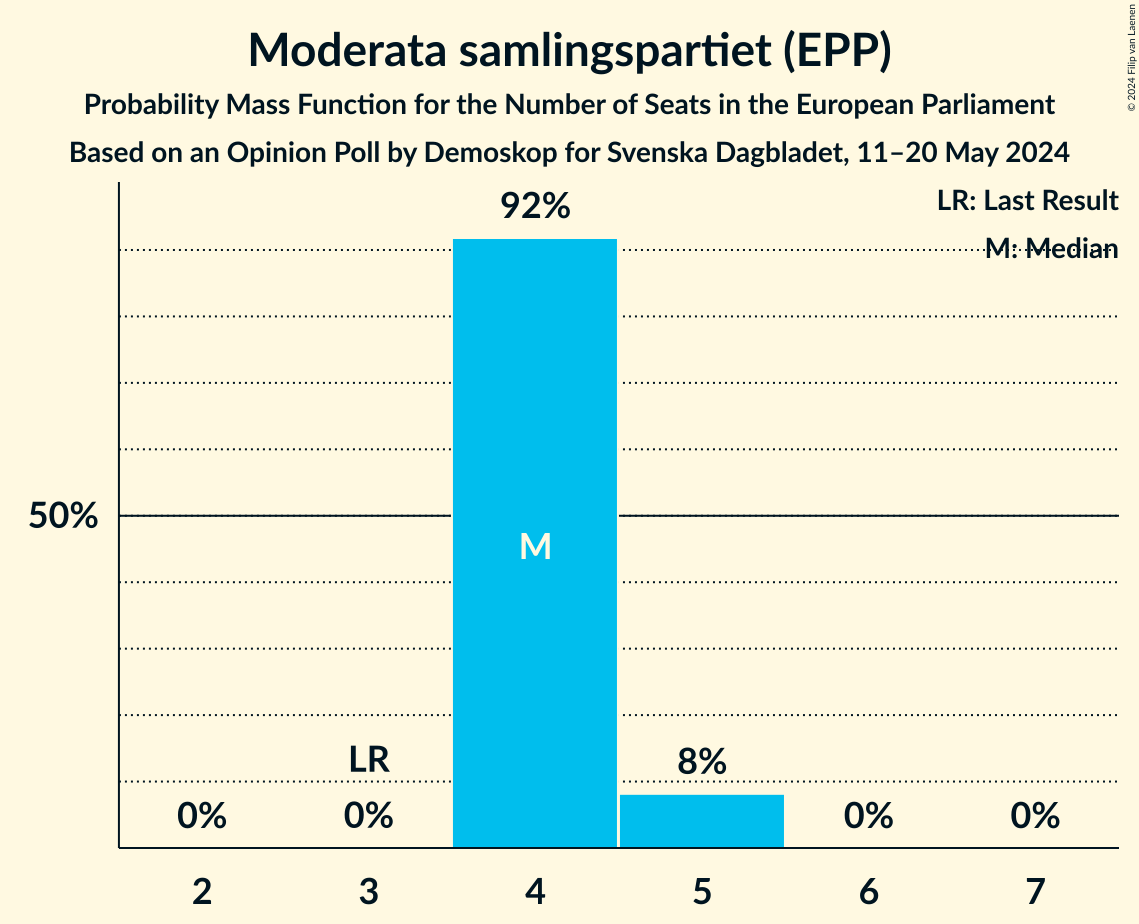 Moderata samlingspartiet (EPP)
Probability Mass Function for the Number of Seats in the European Parliament
Based on an Opinion Poll by Demoskop for Svenska Dagbladet, 11–20 May 2024
© 2024 Filip van Laenen
LR: Last Result
M: Median
92%
50%
M
LR
8%
0% 0% 0% 0%
2 3 4 5 6 7